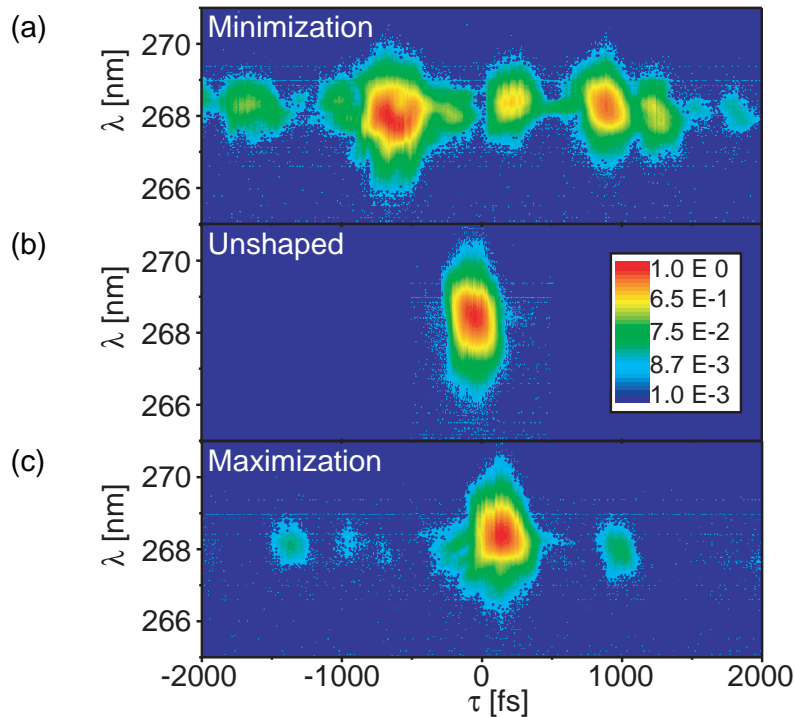 (a)
Minimization
λ [nm]
270
268
266
(b)
Unshaped
λ [nm]
270
268
266
1.0 E 0
6.5 E-1
7.5 E-2
8.7 E-3
1.0 E-3
(c)
Maximization
λ [nm]
270
268
266
-2000
-1000
0
1000
2000
τ [fs]